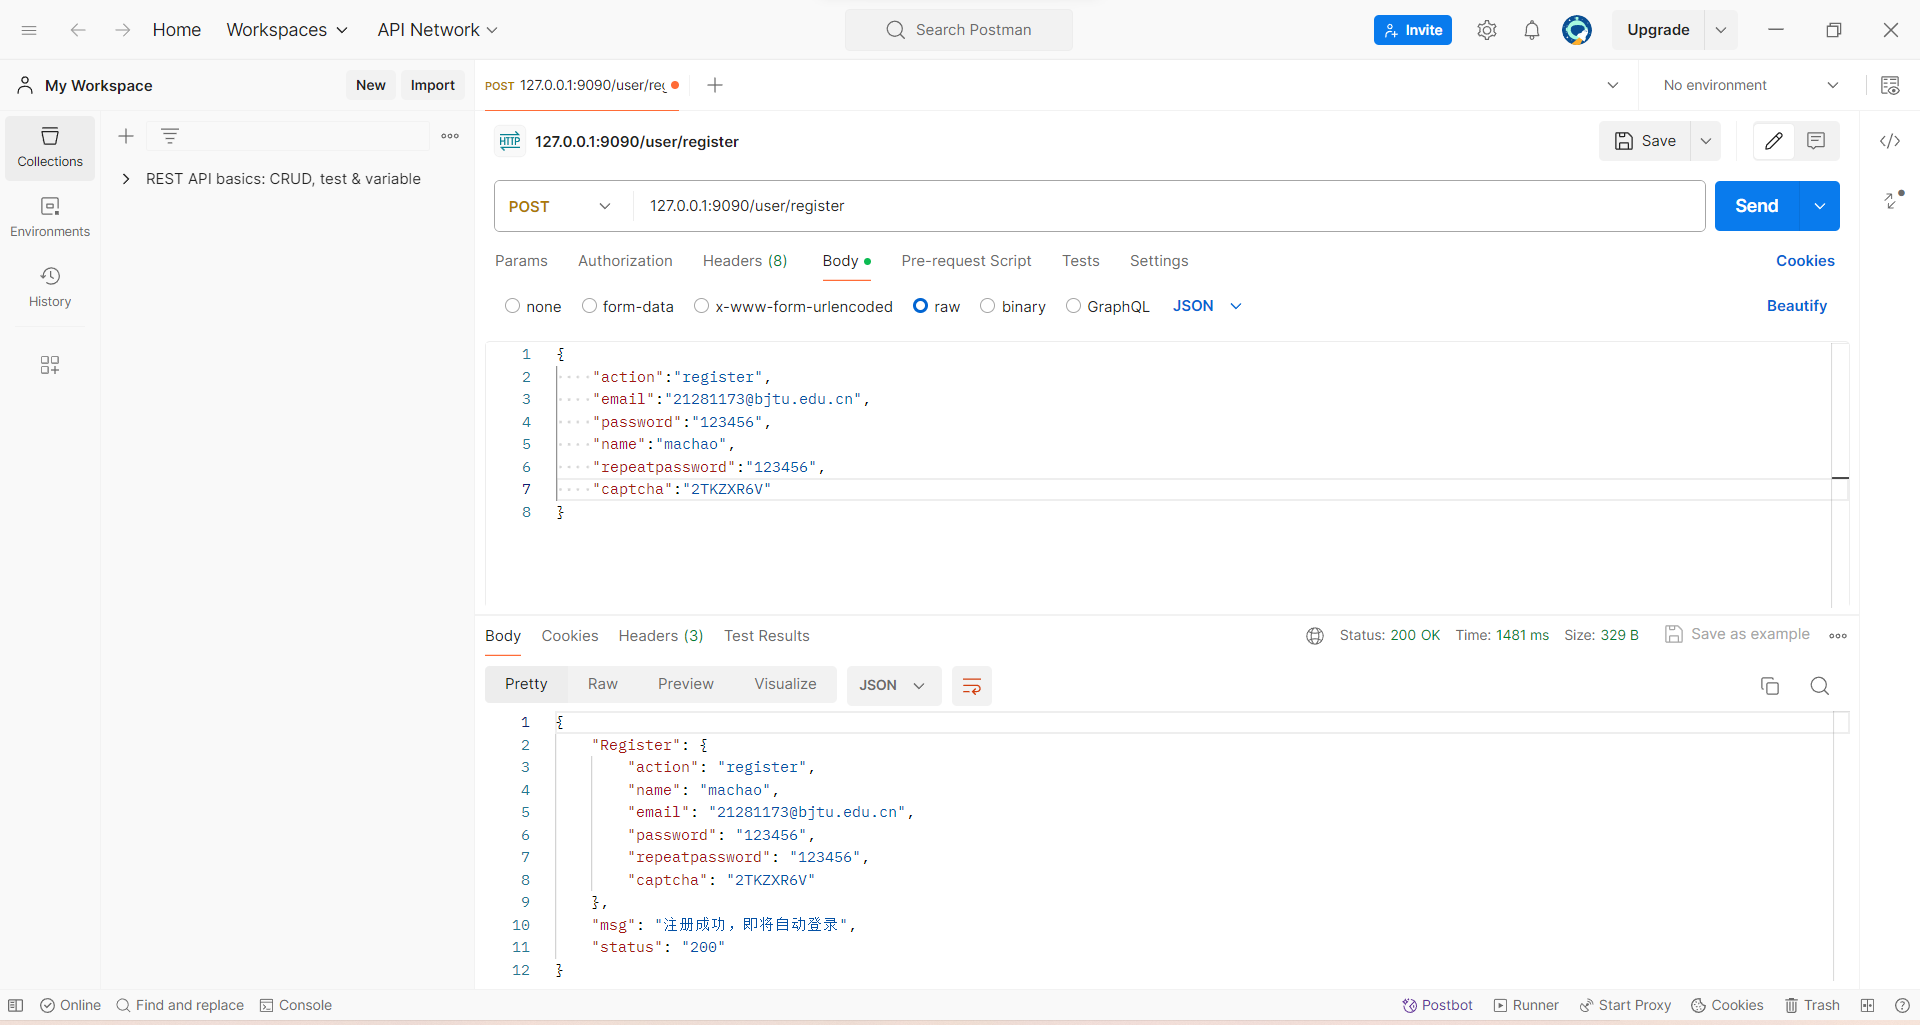 Home Workspaces API Network Search Postman Invite Upgrade
My Workspace New Import POST 127.0.0.1:9090/user/reg No environment
Collections
Environments
History
REST API basics: CRUD, test & variable
HTTP 127.0.0.1:9090/user/register Save
POST 127.0.0.1:9090/user/register Send
Params Authorization Headers (8) Body Pre-request Script Tests Settings Cookies
none form-data x-www-form-urlencoded raw binary GraphQL JSON Beautify
1 {
2 "action":"register",
3 "email":"21281173@bjtu.edu.cn",
4 "password":"123456",
5 "name":"machao",
6 "repeatpassword":"123456",
7 "captcha":"2TKZXR6V"
8 }
Body Cookies Headers (3) Test Results Status: 200 OK Time: 1481 ms Size: 329 B Save as example
Pretty Raw Preview Visualize JSON
1 {
2 "Register": {
3 "action": "register",
4 "name": "machao",
5 "email": "21281173@bjtu.edu.cn",
6 "password": "123456",
7 "repeatpassword": "123456",
8 "captcha": "2TKZXR6V"
9 },
10 "msg": "注册成功，即将自动登录",
11 "status": "200"
12 }
Online Find and replace Console Postbot Runner Start Proxy Cookies Trash